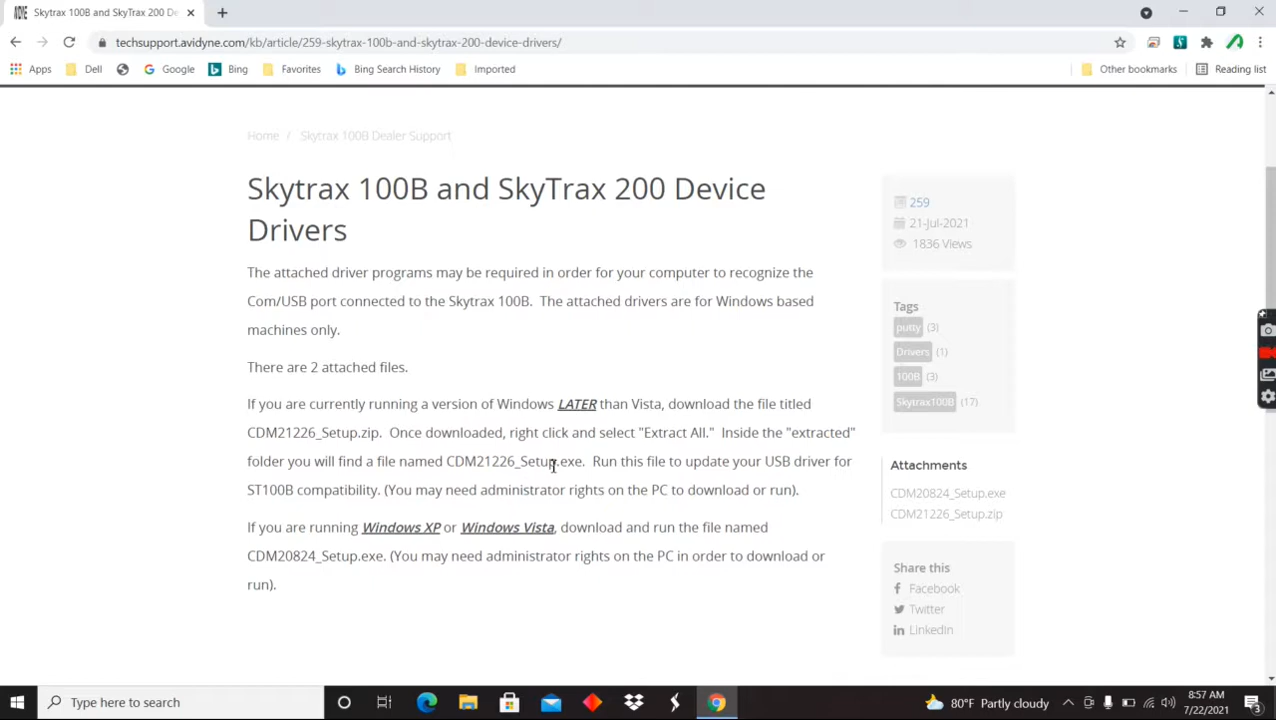 Skytrax 100B and SkyTrax 200 De
techsupport.avidyne.com/kb/article/259-skytrax-100b-and-skytrax-200-device-drivers/
Apps Dell Google Bing Favorites Bing Search History Imported Other bookmarks Reading list
Home / Skytrax 100B Dealer Support
Skytrax 100B and SkyTrax 200 Device
Drivers
The attached driver programs may be required in order for your computer to recognize the
Com/USB port connected to the Skytrax 100B. The attached drivers are for Windows based
machines only.
There are 2 attached files.
If you are currently running a version of Windows LATER than Vista, download the file titled
CDM21226_Setup.zip. Once downloaded, right click and select "Extract All." Inside the "extracted"
folder you will find a file named CDM21226_Setup.exe. Run this file to update your USB driver for
ST100B compatibility. (You may need administrator rights on the PC to download or run).
If you are running Windows XP or Windows Vista, download and run the file named
CDM20824_Setup.exe. (You may need administrator rights on the PC in order to download or
run).
259
21-Jul-2021
1836 Views
Tags
putty (3)
Drivers (1)
100B (3)
Skytrax100B (17)
Attachments
CDM20824_Setup.exe
CDM21226_Setup.zip
Share this
Facebook
Twitter
LinkedIn
Type here to search
80°F Partly cloudy
8:57 AM
7/22/2021
3